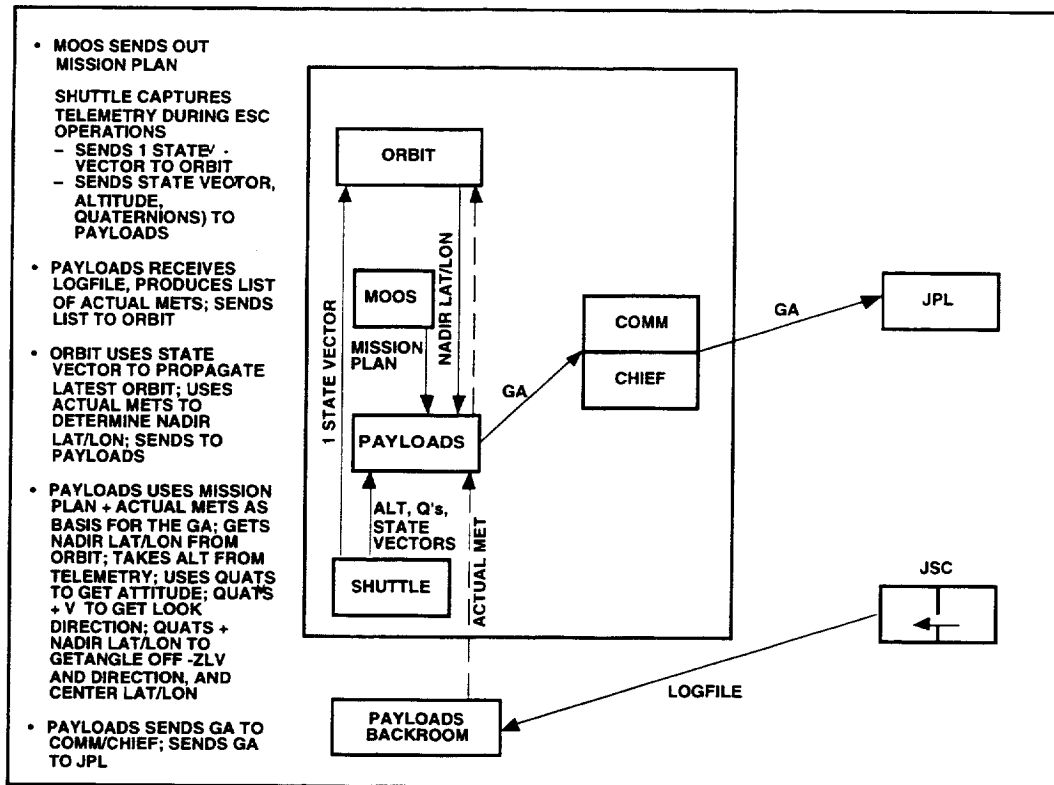 • MOOS SENDS OUT
MISSION PLAN
SHUTTLE CAPTURES
TELEMETRY DURING ESC
OPERATIONS
– SENDS 1 STATE
VECTOR TO ORBIT
– SENDS STATE VECTOR,
ALTITUDE,
QUATERNIONS) TO
PAYLOADS
• PAYLOADS RECEIVES
LOGFILE, PRODUCES LIST
OF ACTUAL METS; SENDS
LIST TO ORBIT
• ORBIT USES STATE
VECTOR TO PROPAGATE
LATEST ORBIT; USES
ACTUAL METS TO
DETERMINE NADIR
LAT/LON; SENDS TO
PAYLOADS
• PAYLOADS USES MISSION
PLAN + ACTUAL METS AS
BASIS FOR THE GA; GETS
NADIR LAT/LON FROM
ORBIT; TAKES ALT FROM
TELEMETRY; USES QUATS
TO GET ATTITUDE; QUATS
+ V TO GET LOOK
DIRECTION; QUATS +
NADIR LAT/LON TO
GETANGLE OFF -ZLV
AND DIRECTION, AND
CENTER LAT/LON
• PAYLOADS SENDS GA TO
COMM/CHIEF; SENDS GA
TO JPL
ORBIT
1 STATE VECTOR
MOOS
MISSION
PLAN
NADIR LAT/LON
PAYLOADS
ALT, Q's,
STATE
VECTORS
SHUTTLE
ACTUAL MET
GA
COMM
CHIEF
GA
JPL
JSC
LOGFILE
PAYLOADS
BACKROOM